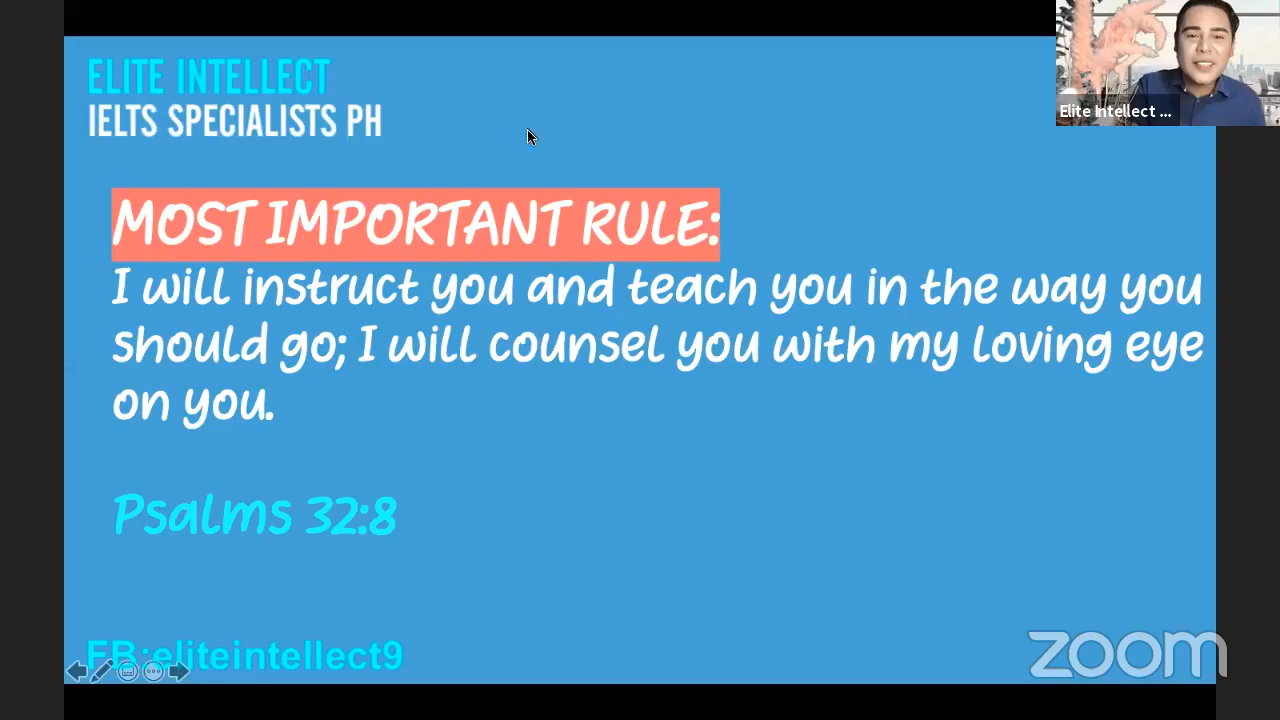 ELITE INTELLECT
IELTS SPECIALISTS PH
Elite Intellect ...
MOST IMPORTANT RULE:
I will instruct you and teach you in the way you
should go; I will counsel you with my loving eye
on you.
Psalms 32:8
FB:eliteintellect9
zoom